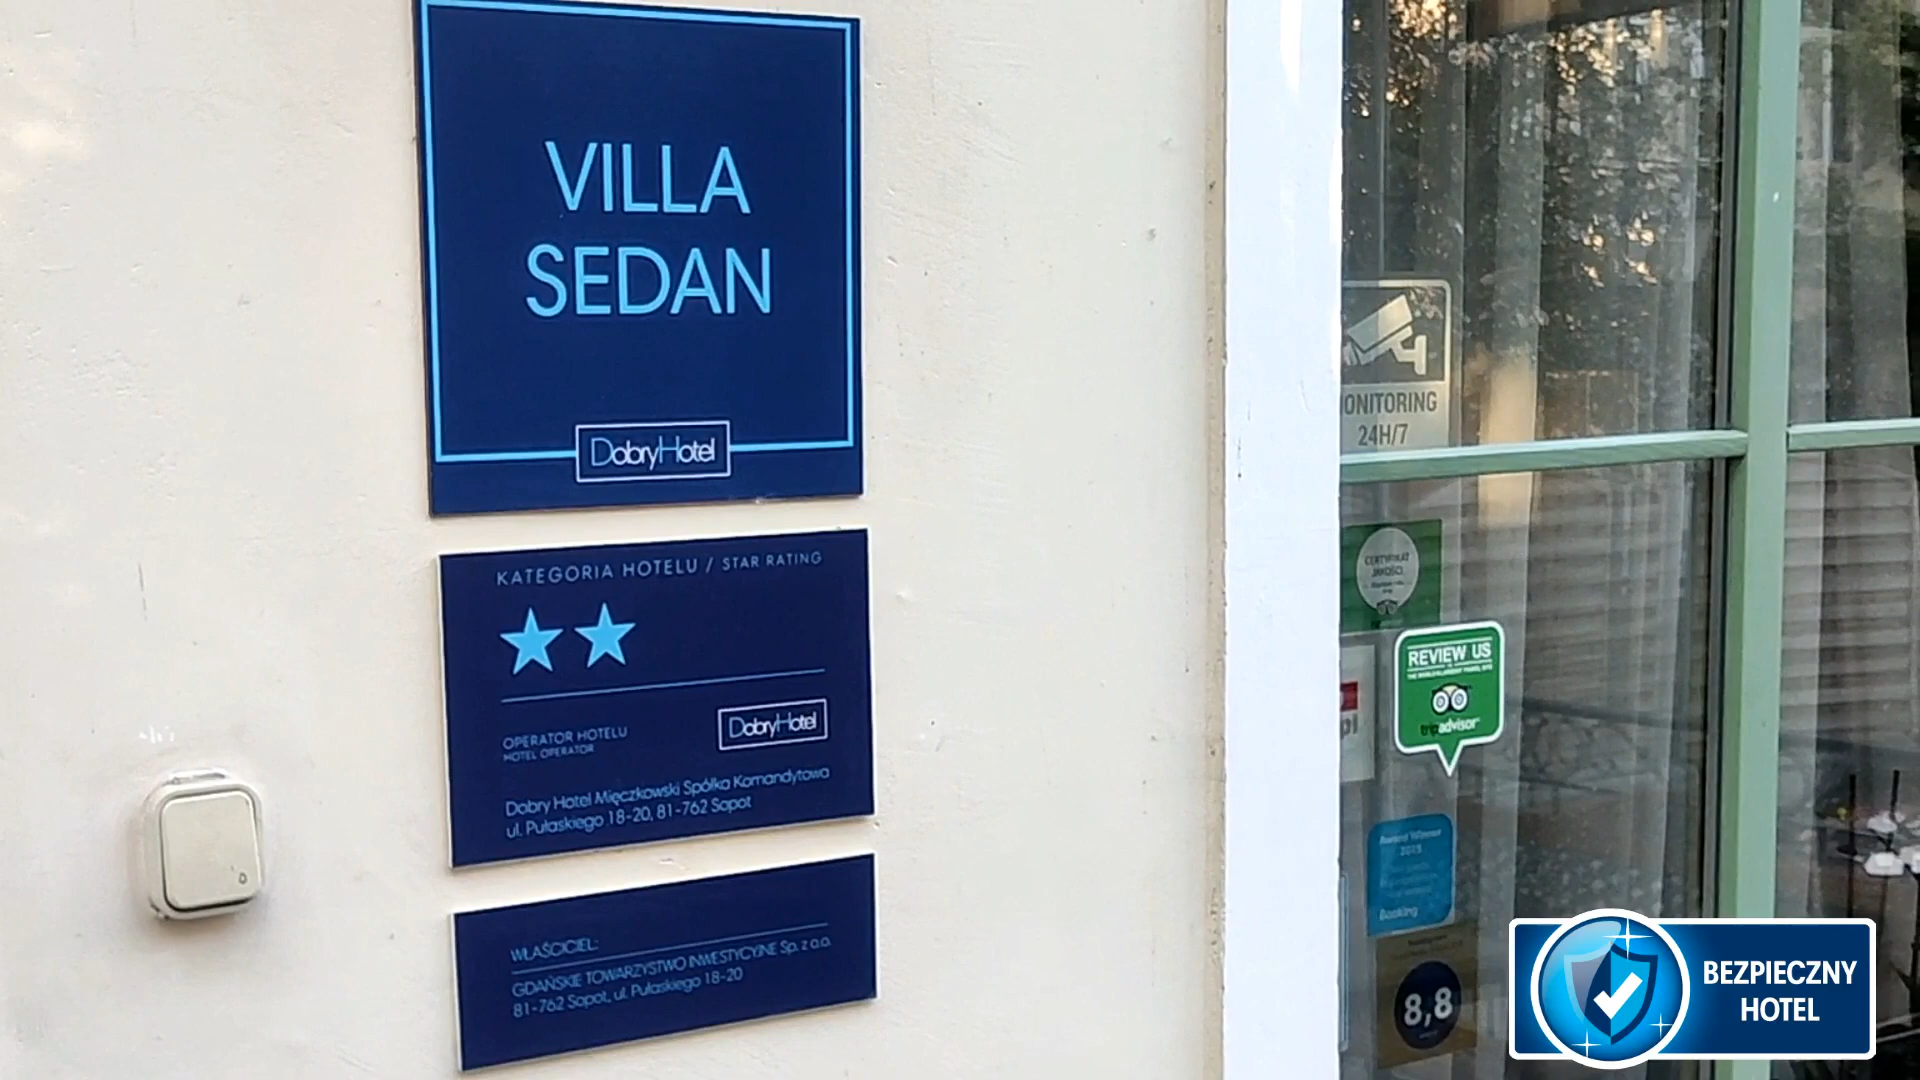 VILLA
SEDAN
DobryHotel
KATEGORIA HOTELU / STAR RATING
OPERATOR HOTELU
HOTEL OPERATOR
DobryHotel
Dobry Hotel Mięczkowski Spółka Komandytowa
ul. Pułaskiego 18-20, 81-762 Sopot
WŁAŚCICIEL:
GDAŃSKIE TOWARZYSTWO INWESTYCYJNE Sp. z o.o.
81-762 Sopot, ul. Pułaskiego 18-20
ONITORING
24H/7
CERTYFIKAT
JAKOŚCI
REVIEW US
tripadvisor
pl
Award Winner
2015
Booking
8,8
BEZPIECZNY
HOTEL